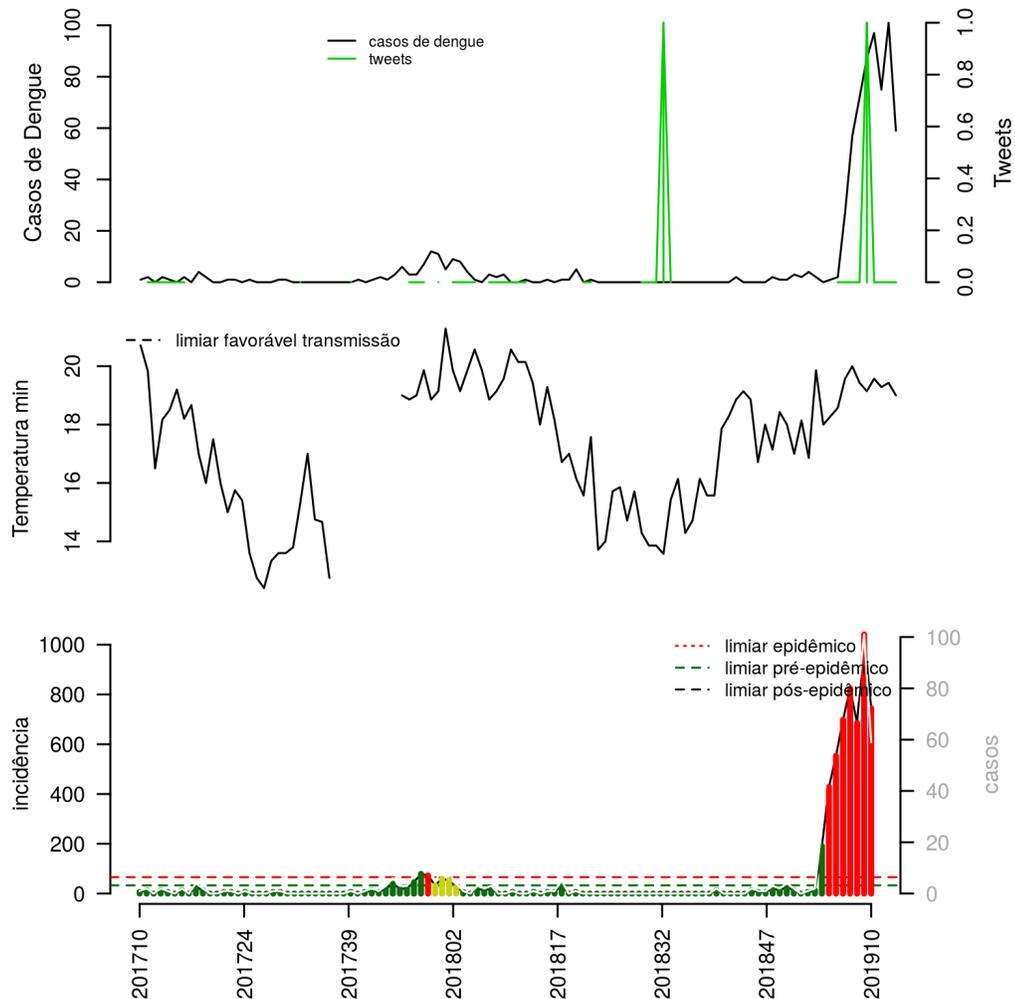 casos de dengue
tweets
Casos de Dengue
0 20 40 60 80 100
0.0 0.2 0.4 0.6 0.8 1.0
Tweets
limiar favorável transmissão
Temperatura min
14 16 18 20
limiar epidêmico
limiar pré-epidêmico
limiar pós-epidêmico
incidência
1000
800
600
400
200
0
100
80
60
40
20
0
casos
201710 201724 201739 201802 201817 201832 201847 201910